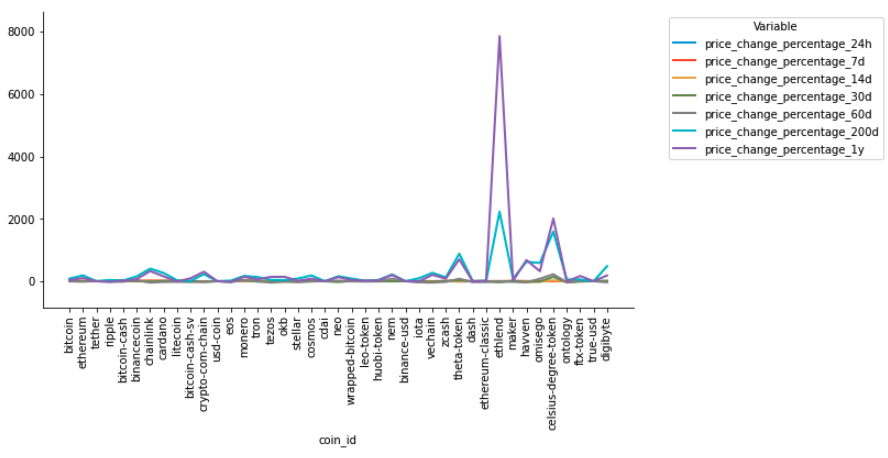 Variable
price_change_percentage_24h
price_change_percentage_7d
price_change_percentage_14d
price_change_percentage_30d
price_change_percentage_60d
price_change_percentage_200d
price_change_percentage_1y
8000
6000
4000
2000
0
bitcoin
ethereum
tether
ripple
bitcoin-cash
binancecoin
chainlink
cardano
litecoin
bitcoin-cash-sv
crypto-com-chain
usd-coin
eos
monero
tron
tezos
okb
stellar
cosmos
cdai
neo
wrapped-bitcoin
leo-token
huobi-token
nem
binance-usd
iota
vechain
zcash
theta-token
dash
ethereum-classic
ethlend
maker
havven
omisego
celsius-degree-token
ontology
ftx-token
true-usd
digibyte
coin_id